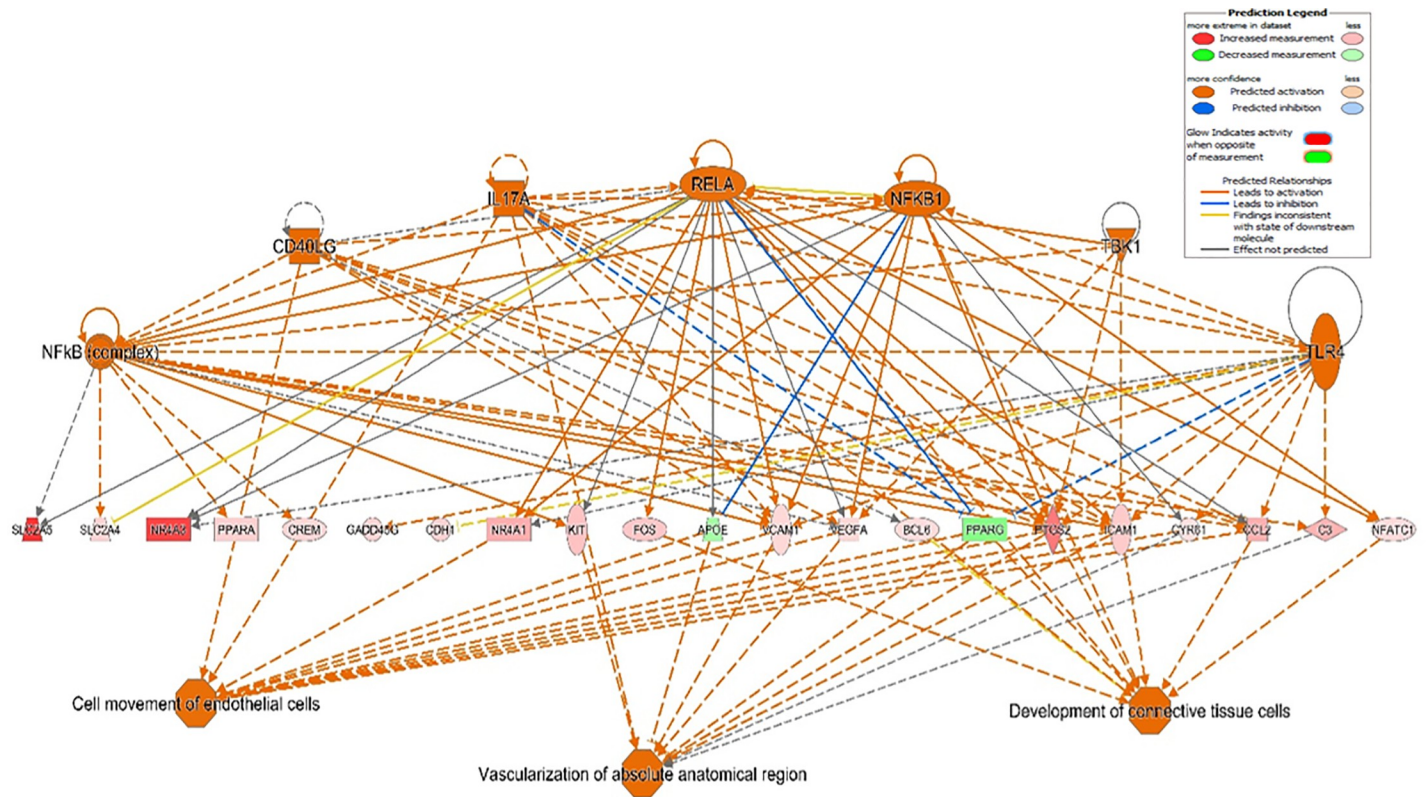 Prediction Legend
more extreme in dataset less
Increased measurement
Decreased measurement
more confidence less
Predicted activation
Predicted inhibition
Glow Indicates activity
when opposite
of measurement
Predicted Relationships
Leads to activation
Leads to inhibition
Findings inconsistent
with state of downstream
molecule
Effect not predicted
RELA
IL17A
NFKB1
CD40LG
TBK1
NFkB (complex)
TLR4
SLC2A5 SLC2A4 NR4A3 PPARA CREM GADD45G CDH1 NR4A1 KIT FOS APOE VCAM1 VEGFA BCL6 PPARG PTGS2 ICAM1 CYR61 CCL2 C3 NFATC1
Cell movement of endothelial cells
Development of connective tissue cells
Vascularization of absolute anatomical region